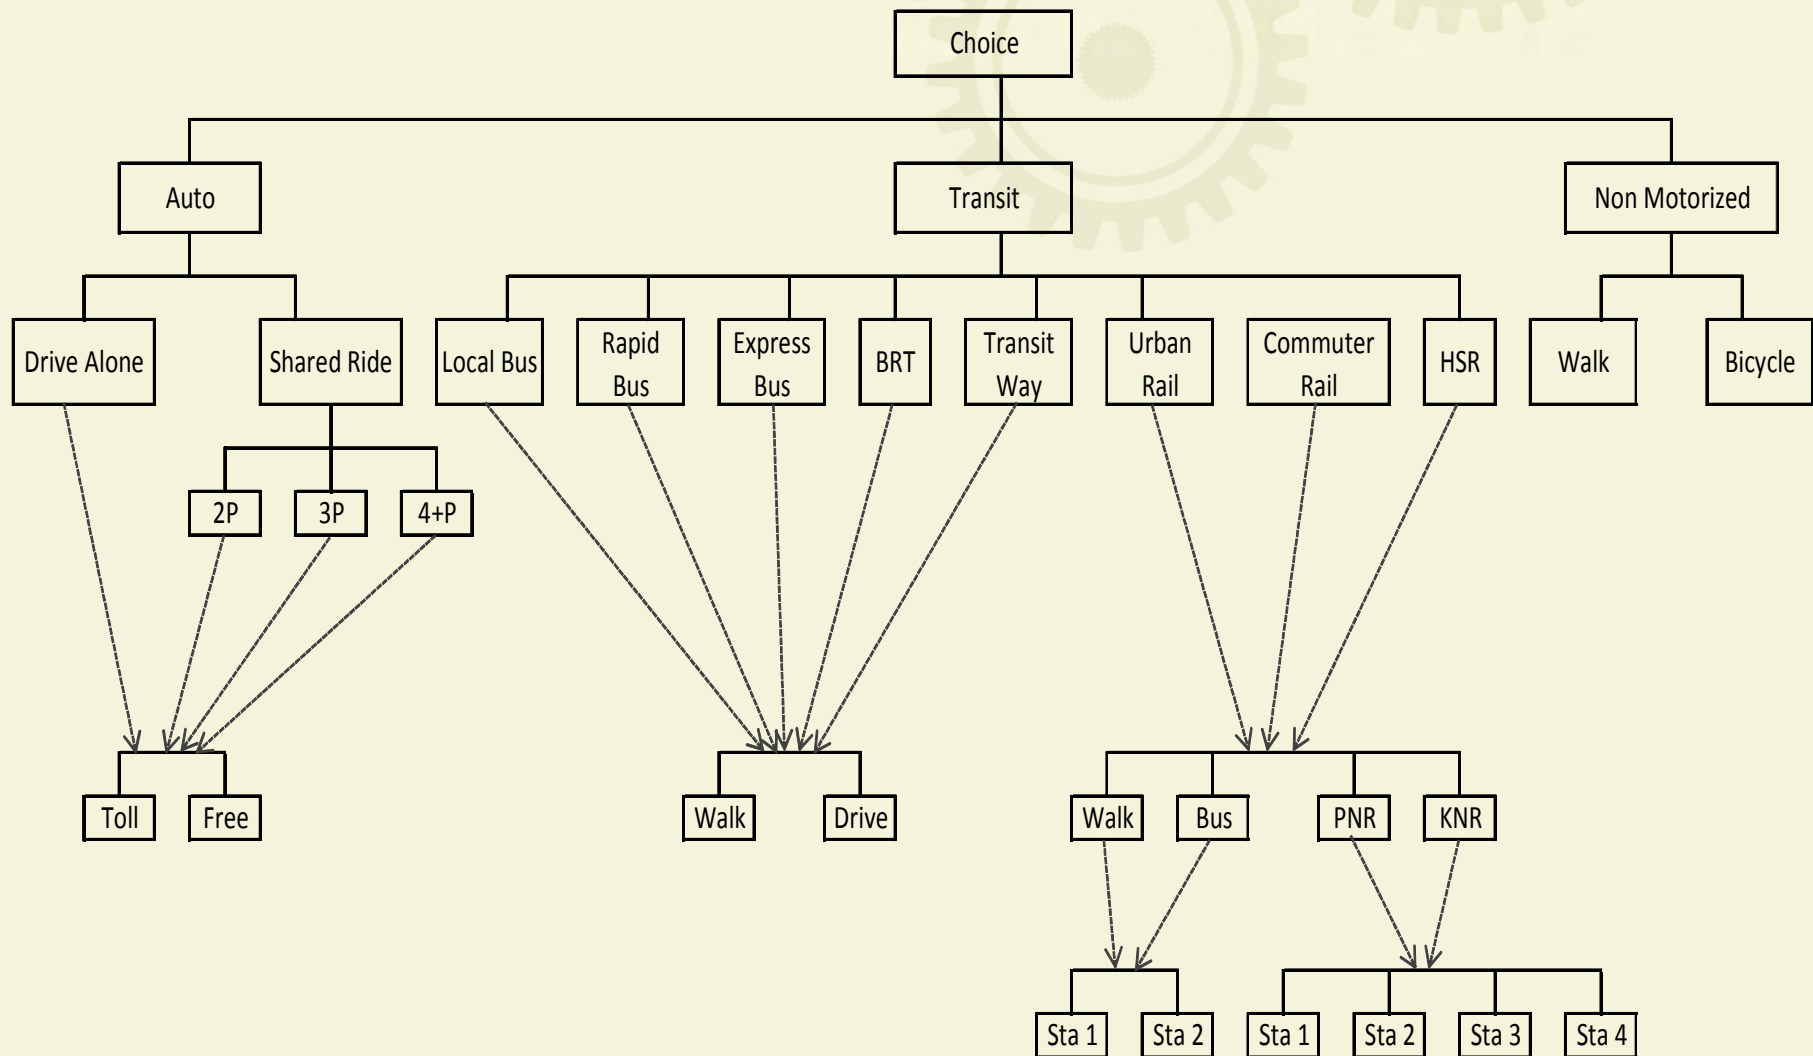 Choice
Auto
Transit
Non Motorized
Drive Alone
Shared Ride
Local Bus
Rapid
Bus
Express
Bus
BRT
Transit
Way
Urban
Rail
Commuter
Rail
HSR
Walk
Bicycle
2P
3P
4+P
Toll
Free
Walk
Drive
Walk
Bus
PNR
KNR
Sta 1
Sta 2
Sta 1
Sta 2
Sta 3
Sta 4